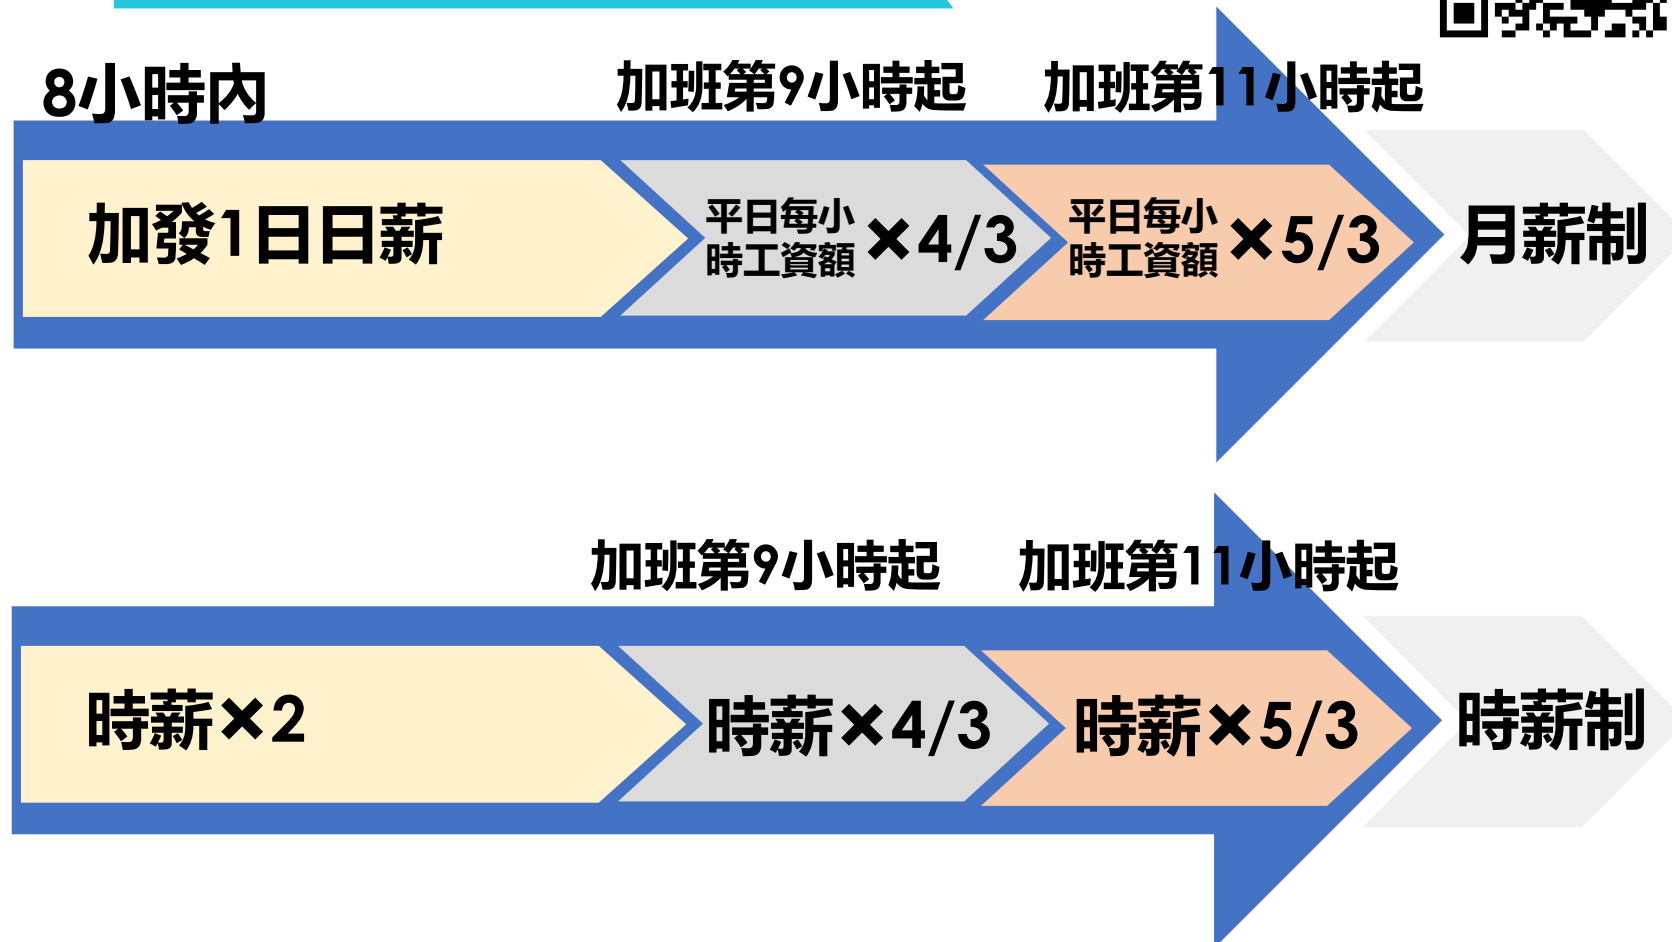 8小時內
加班第9小時起
加班第11小時起
加發1日日薪
平日每小
時工資額
×4/3
平日每小
時工資額
×5/3
月薪制
加班第9小時起
加班第11小時起
時薪×2
時薪×4/3
時薪×5/3
時薪制